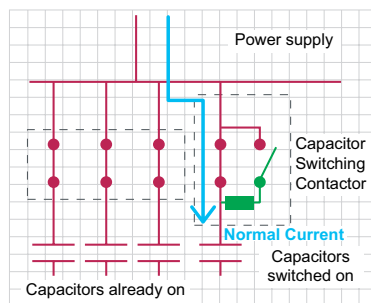 Power supply
Capacitor
Switching
Contactor
Normal Current
Capacitors
switched on
Capacitors already on